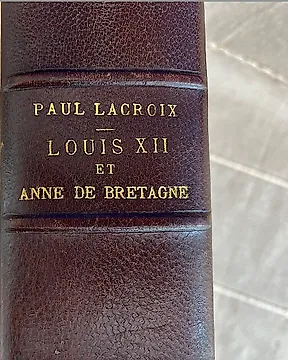 PAUL LACROIX
LOUIS XII
ET
ANNE DE BRETAGNE